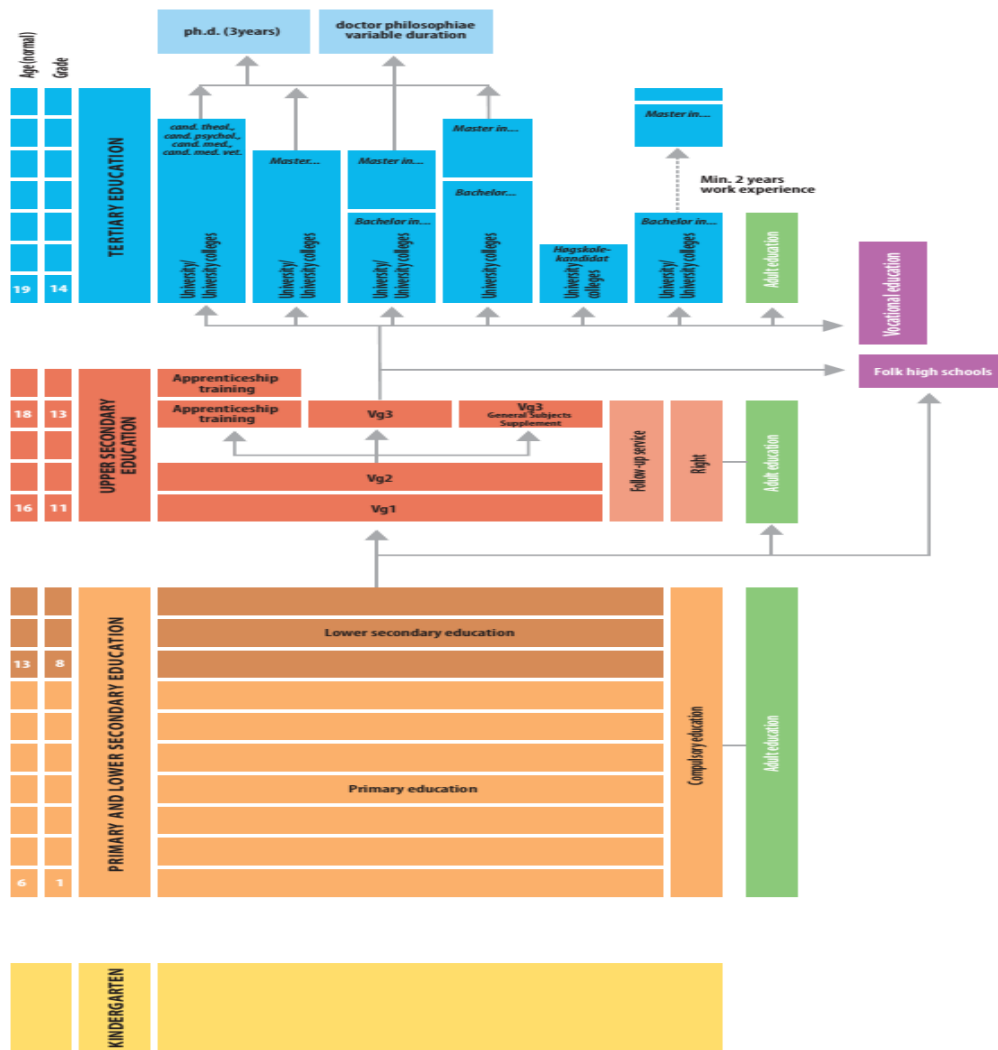 ph.d. (3years)
doctor philosophiae
variable duration
Age (normal)
Grade
TERTIARY EDUCATION
cand. theol.,
cand. psychol.,
cand. med.,
cand. med. vet.
University/
University colleges
Master...
University/
University colleges
Master in...
Bachelor in...
University/
University colleges
Master in....
Bachelor...
University colleges
Høgskole-
kandidat
University
colleges
Master in....
Min. 2 years
work experience
Bachelor in...
University/
University colleges
Adult eduation
19
14
Vocational education
Folk high schools
UPPER SECONDARY
EDUCATION
Apprenticeship
training
18
13
Apprenticeship
training
Vg3
Vg3
General Subjects
Supplement
Follow-up service
Right
Adult education
Vg2
16
11
Vg1
PRIMARY AND LOWER SECONDARY EDUCATION
Lower secondary education
13
8
Compulsory education
Adult education
Primary education
6
1
KINDERGARTEN